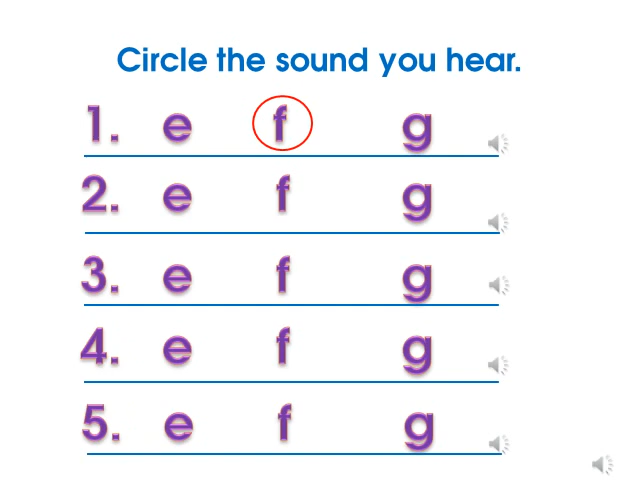 Circle the sound you hear.
1. e f g
2. e f g
3. e f g
4. e f g
5. e f g